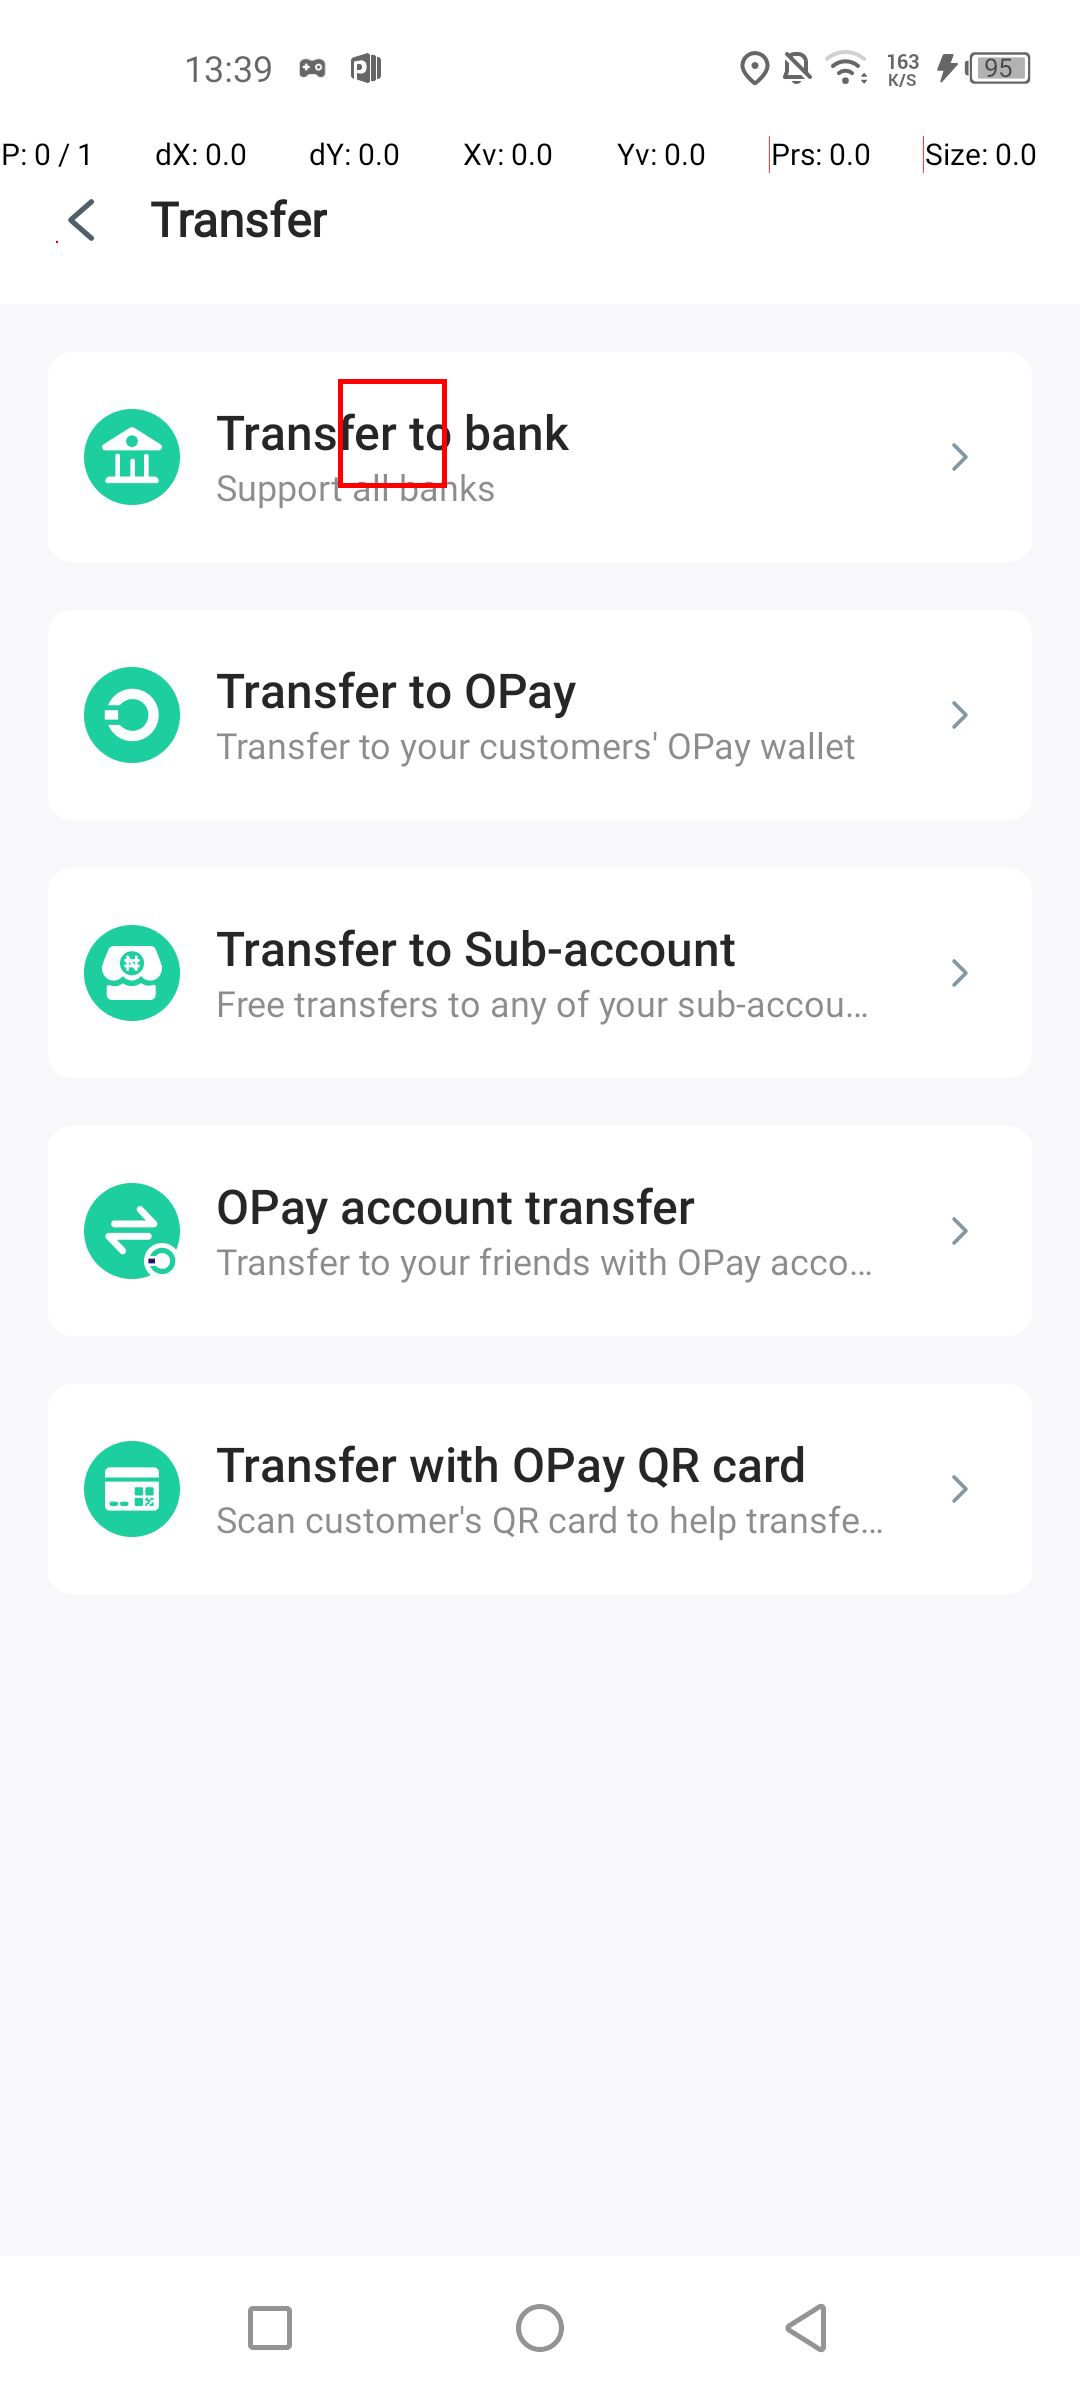 13:39
163
K/S
95
P: 0 / 1 dX: 0.0 dY: 0.0 Xv: 0.0 Yv: 0.0 Prs: 0.0 Size: 0.0
Transfer
Transfer to bank
Support all banks
Transfer to OPay
Transfer to your customers' OPay wallet
Transfer to Sub-account
Free transfers to any of your sub-accou...
OPay account transfer
Transfer to your friends with OPay acco...
Transfer with OPay QR card
Scan customer's QR card to help transfe...